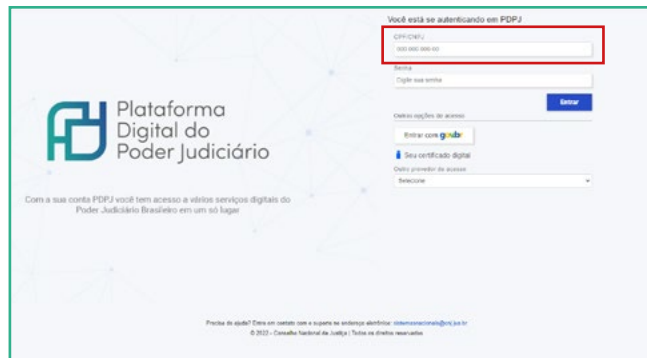 Você está se autenticando em PDPJ
CPF/CNPJ
000.000.000-00
Senha
Digite sua senha
Entrar
Outras opções de acesso
Entrar com gov.br
Seu certificado digital
Outro provedor de acesso
Selecione
Plataforma
Digital do
Poder Judiciário
Com a sua conta PDPJ você tem acesso a vários serviços digitais do
Poder Judiciário Brasileiro em um só lugar
Precisa de ajuda? Entre em contato com o suporte no endereço eletrônico: sistemasnacionais@cnj.jus.br
© 2022 - Conselho Nacional de Justiça | Todos os direitos reservados